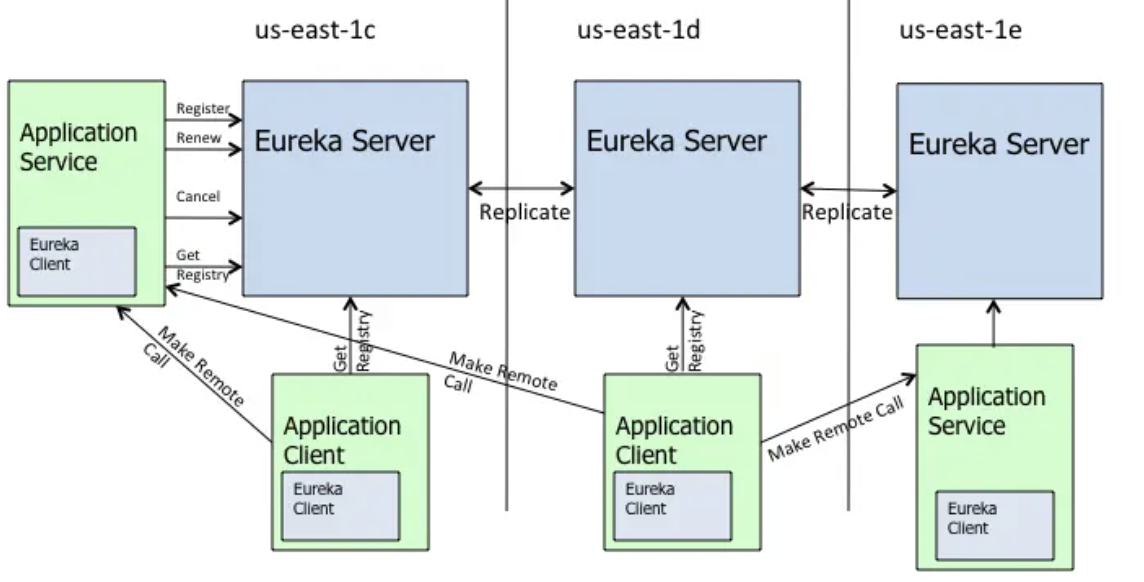 us-east-1c
us-east-1d
us-east-1e
Application
Service
Eureka
Client
Register
Renew
Cancel
Get
Registry
Eureka Server
Replicate
Eureka Server
Replicate
Eureka Server
Make Remote
Call
Get
Registry
Make Remote
Call
Get
Registry
Make Remote Call
Application
Client
Eureka
Client
Application
Client
Eureka
Client
Application
Service
Eureka
Client